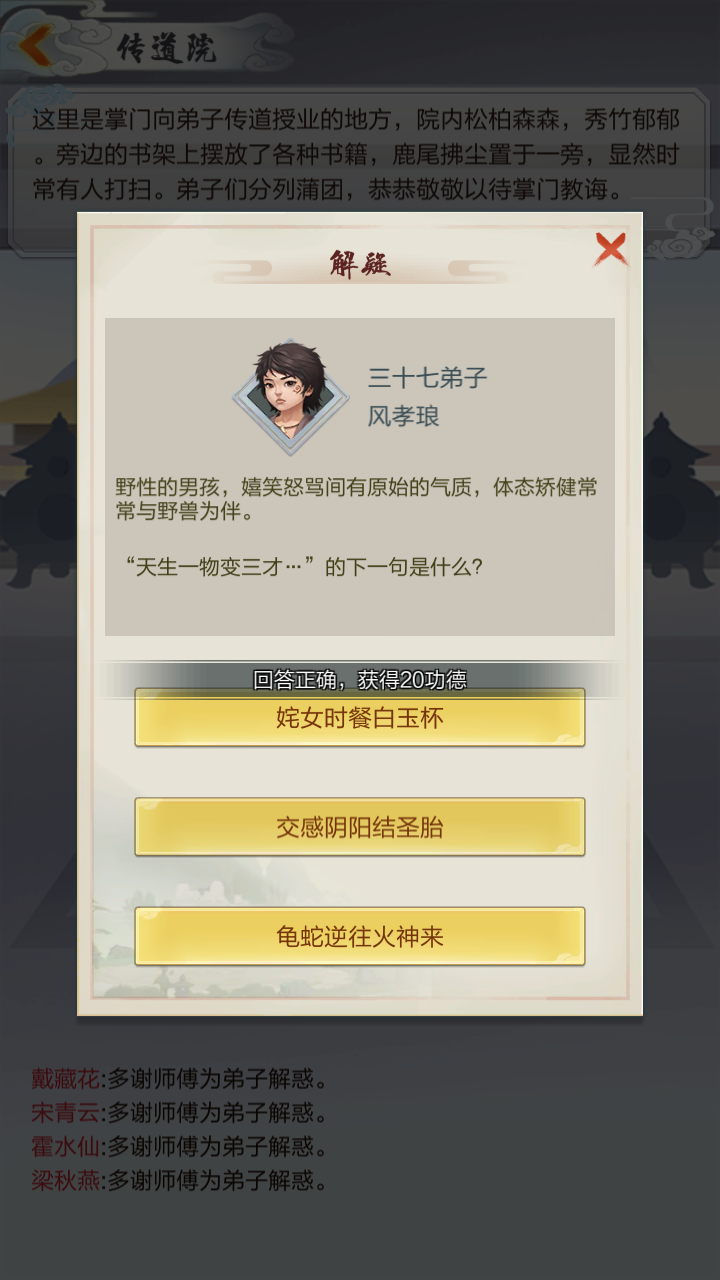 传道院
这里是掌门向弟子传道授业的地方，院内松柏森森，秀竹郁郁
。旁边的书架上摆放了各种书籍，鹿尾拂尘置于一旁，显然时
常有人打扫。弟子们分列蒲团，恭恭敬敬以待掌门教诲。
解疑
三十七弟子
风孝琅
野性的男孩，嬉笑怒骂间有原始的气质，体态矫健常
常与野兽为伴。
“天生一物变三才…”的下一句是什么？
回答正确，获得20功德
姹女时餐白玉杯
交感阴阳结圣胎
龟蛇逆往火神来
戴藏花:多谢师傅为弟子解惑。
宋青云:多谢师傅为弟子解惑。
霍水仙:多谢师傅为弟子解惑。
梁秋燕:多谢师傅为弟子解惑。